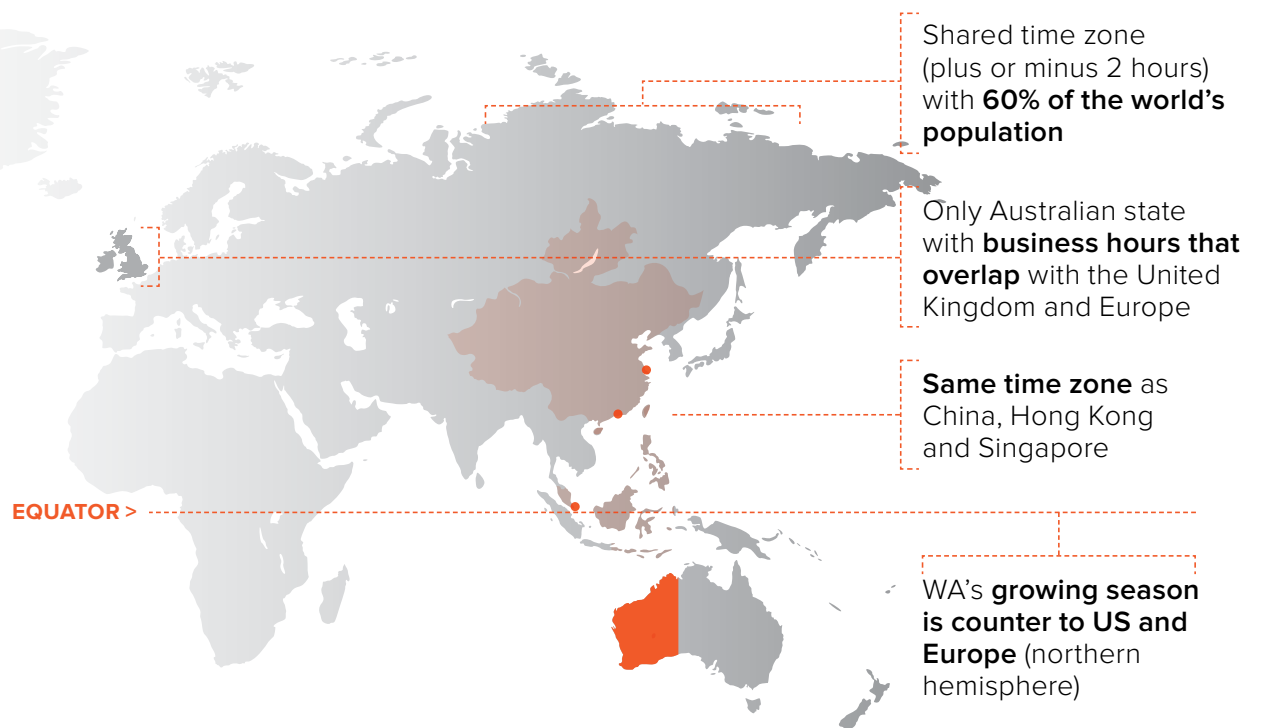 Shared time zone
(plus or minus 2 hours)
with 60% of the world’s
population
Only Australian state
with business hours that
overlap with the United
Kingdom and Europe
Same time zone as
China, Hong Kong
and Singapore
EQUATOR >
WA’s growing season
is counter to US and
Europe (northern
hemisphere)